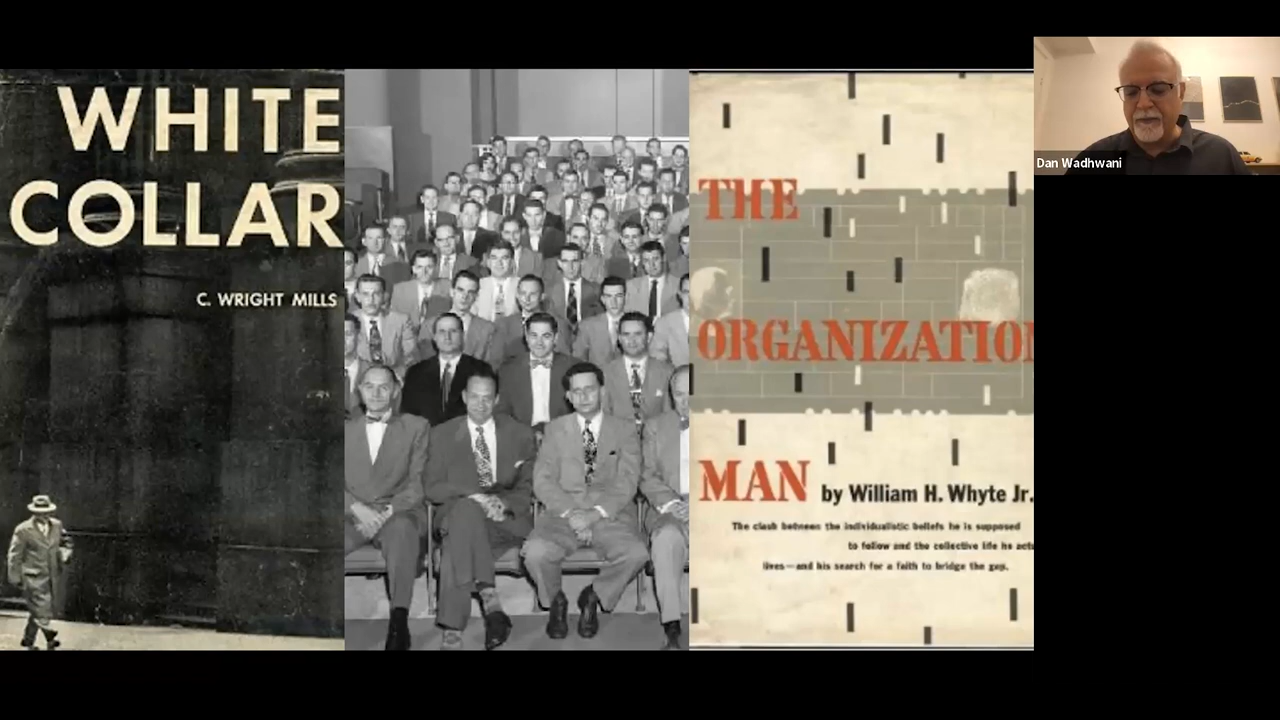 WHITE
COLLAR
C. WRIGHT MILLS
THE
ORGANIZATION
MAN
by William H. Whyte Jr.
The clash between the individualistic beliefs he is supposed
to follow and the collective life he acts
lives—and his search for a faith to bridge the gap.
Dan Wadhwani